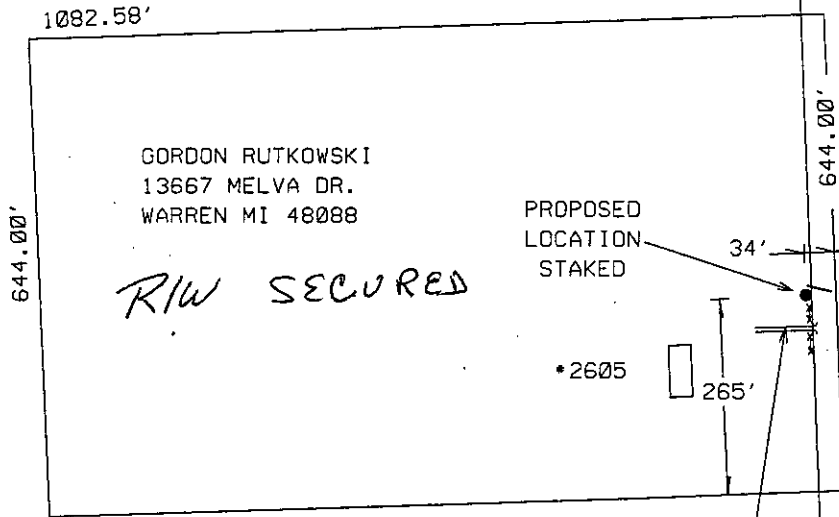 1082.58'
644.00'
GORDON RUTKOWSKI
13667 MELVA DR.
WARREN MI 48088
R/W SECURED
PROPOSED
LOCATION
STAKED
34'
644.00'
2605
265'